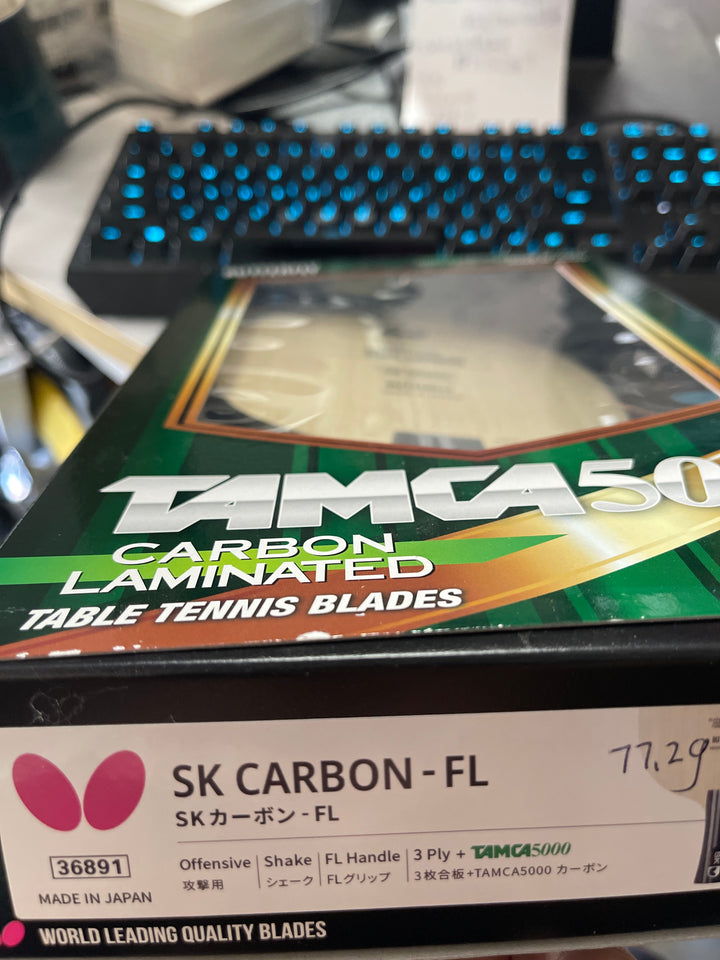 TAMCA50
CARBON
LAMINATED
TABLE TENNIS BLADES
SK CARBON - FL
SKカーボン - FL
77.2g
36891
MADE IN JAPAN
Offensive
攻撃用
Shake
シェーク
FL Handle
FLグリップ
3 Ply + TAMCA5000
3枚合板+TAMCA5000 カーボン
WORLD LEADING QUALITY BLADES